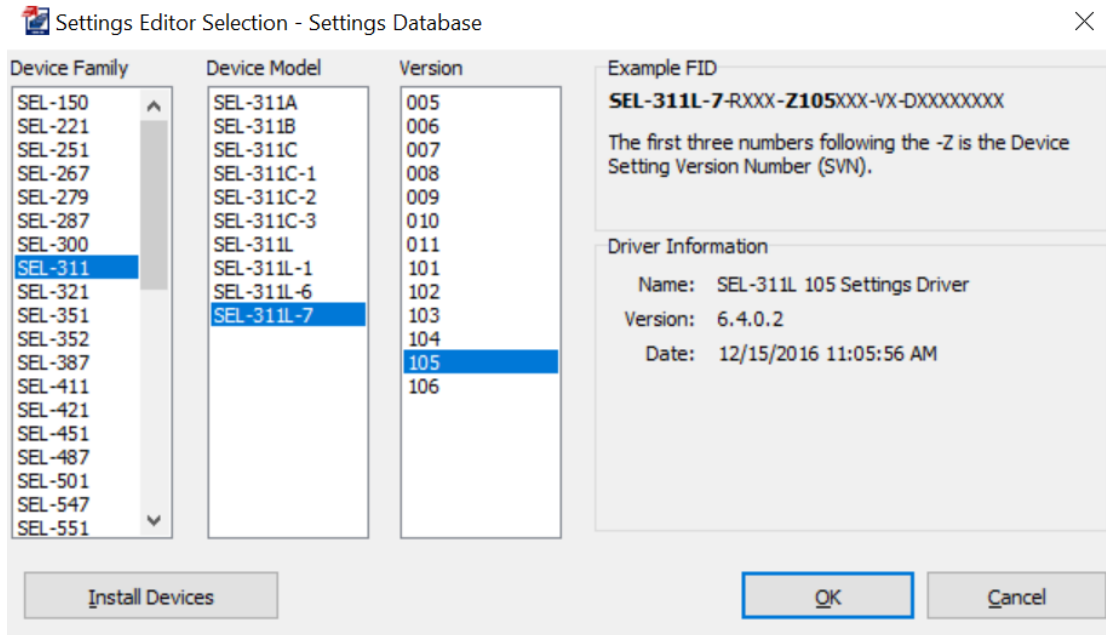 Settings Editor Selection - Settings Database
Device Family
SEL-150
SEL-221
SEL-251
SEL-267
SEL-279
SEL-287
SEL-300
SEL-311
SEL-321
SEL-351
SEL-352
SEL-387
SEL-411
SEL-421
SEL-451
SEL-487
SEL-501
SEL-547
SEL-551
Device Model
SEL-311A
SEL-311B
SEL-311C
SEL-311C-1
SEL-311C-2
SEL-311C-3
SEL-311L
SEL-311L-1
SEL-311L-6
SEL-311L-7
Version
005
006
007
008
009
010
011
101
102
103
104
105
106
Example FID
SEL-311L-7-RXXX-Z105XXX-VX-DXXXXXXXX
The first three numbers following the -Z is the Device
Setting Version Number (SVN).
Driver Information
Name: SEL-311L 105 Settings Driver
Version: 6.4.0.2
Date: 12/15/2016 11:05:56 AM
Install Devices
OK
Cancel